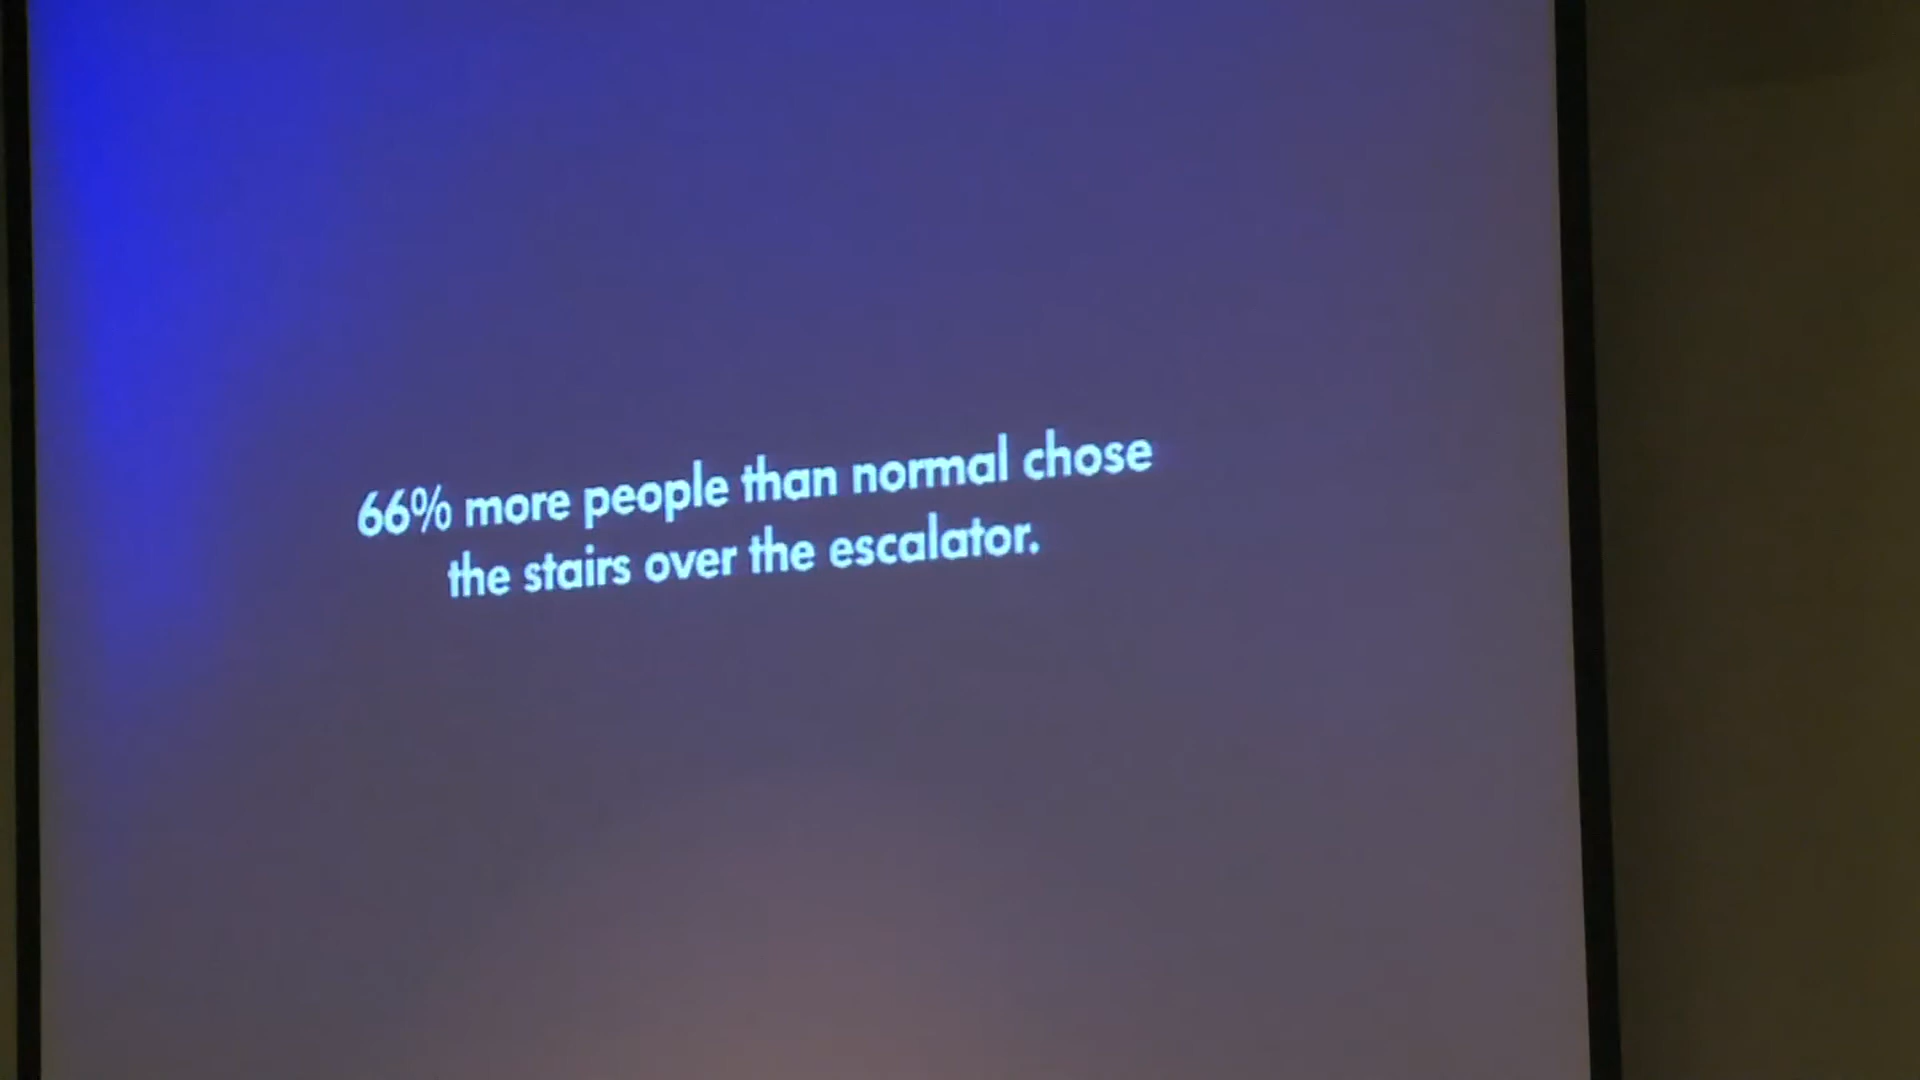 66% more people than normal chose
the stairs over the escalator.